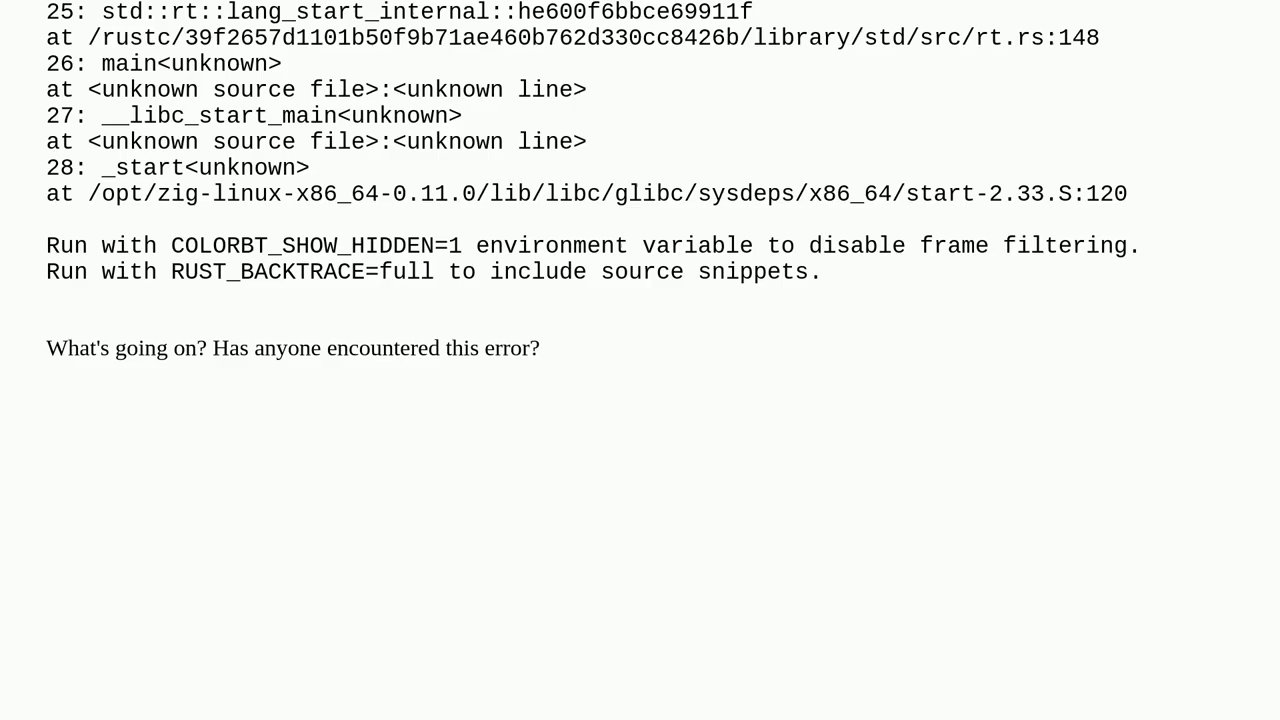 25: std::rt::lang_start_internal::he600f6bbce69911f
at /rustc/39f2657d1101b50f9b71ae460b762d330cc8426b/library/std/src/rt.rs:148
26: main<unknown>
at <unknown source file>:<unknown line>
27: __libc_start_main<unknown>
at <unknown source file>:<unknown line>
28: _start<unknown>
at /opt/zig-linux-x86_64-0.11.0/lib/libc/glibc/sysdeps/x86_64/start-2.33.S:120
Run with COLORBT_SHOW_HIDDEN=1 environment variable to disable frame filtering.
Run with RUST_BACKTRACE=full to include source snippets.
What's going on? Has anyone encountered this error?